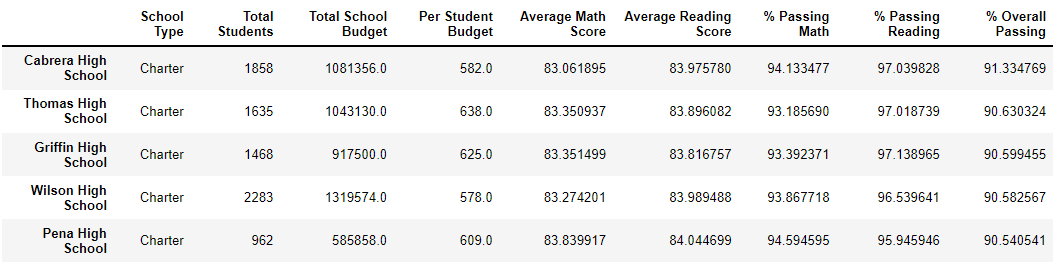 School Type Total Students Total School Budget Per Student Budget Average Math Score Average Reading Score % Passing Math % Passing Reading % Overall Passing
Cabrera High School Charter 1858 1081356.0 582.0 83.061895 83.975780 94.133477 97.039828 91.334769
Thomas High School Charter 1635 1043130.0 638.0 83.350937 83.896082 93.185690 97.018739 90.630324
Griffin High School Charter 1468 917500.0 625.0 83.351499 83.816757 93.392371 97.138965 90.599455
Wilson High School Charter 2283 1319574.0 578.0 83.274201 83.989488 93.867718 96.539641 90.582567
Pena High School Charter 962 585858.0 609.0 83.839917 84.044699 94.594595 95.945946 90.540541